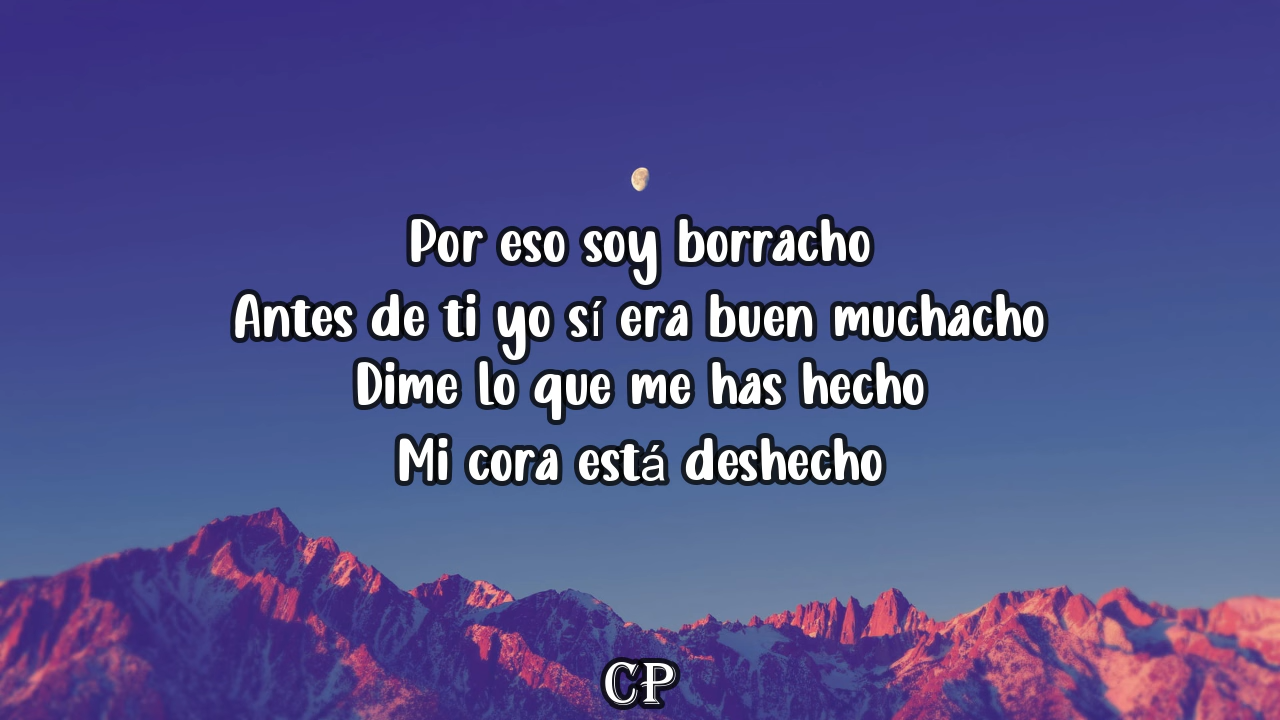 Por eso soy borracho
Antes de ti yo sí era buen muchacho
Dime lo que me has hecho
Mi cora está deshecho
CP